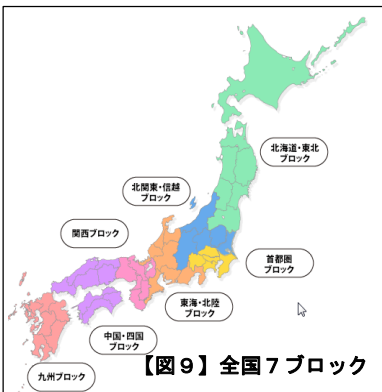 北海道・東北
ブロック
北関東・信越
ブロック
関西ブロック
首都圏
ブロック
東海・北陸
ブロック
中国・四国
ブロック
九州ブロック
【図９】全国７ブロック